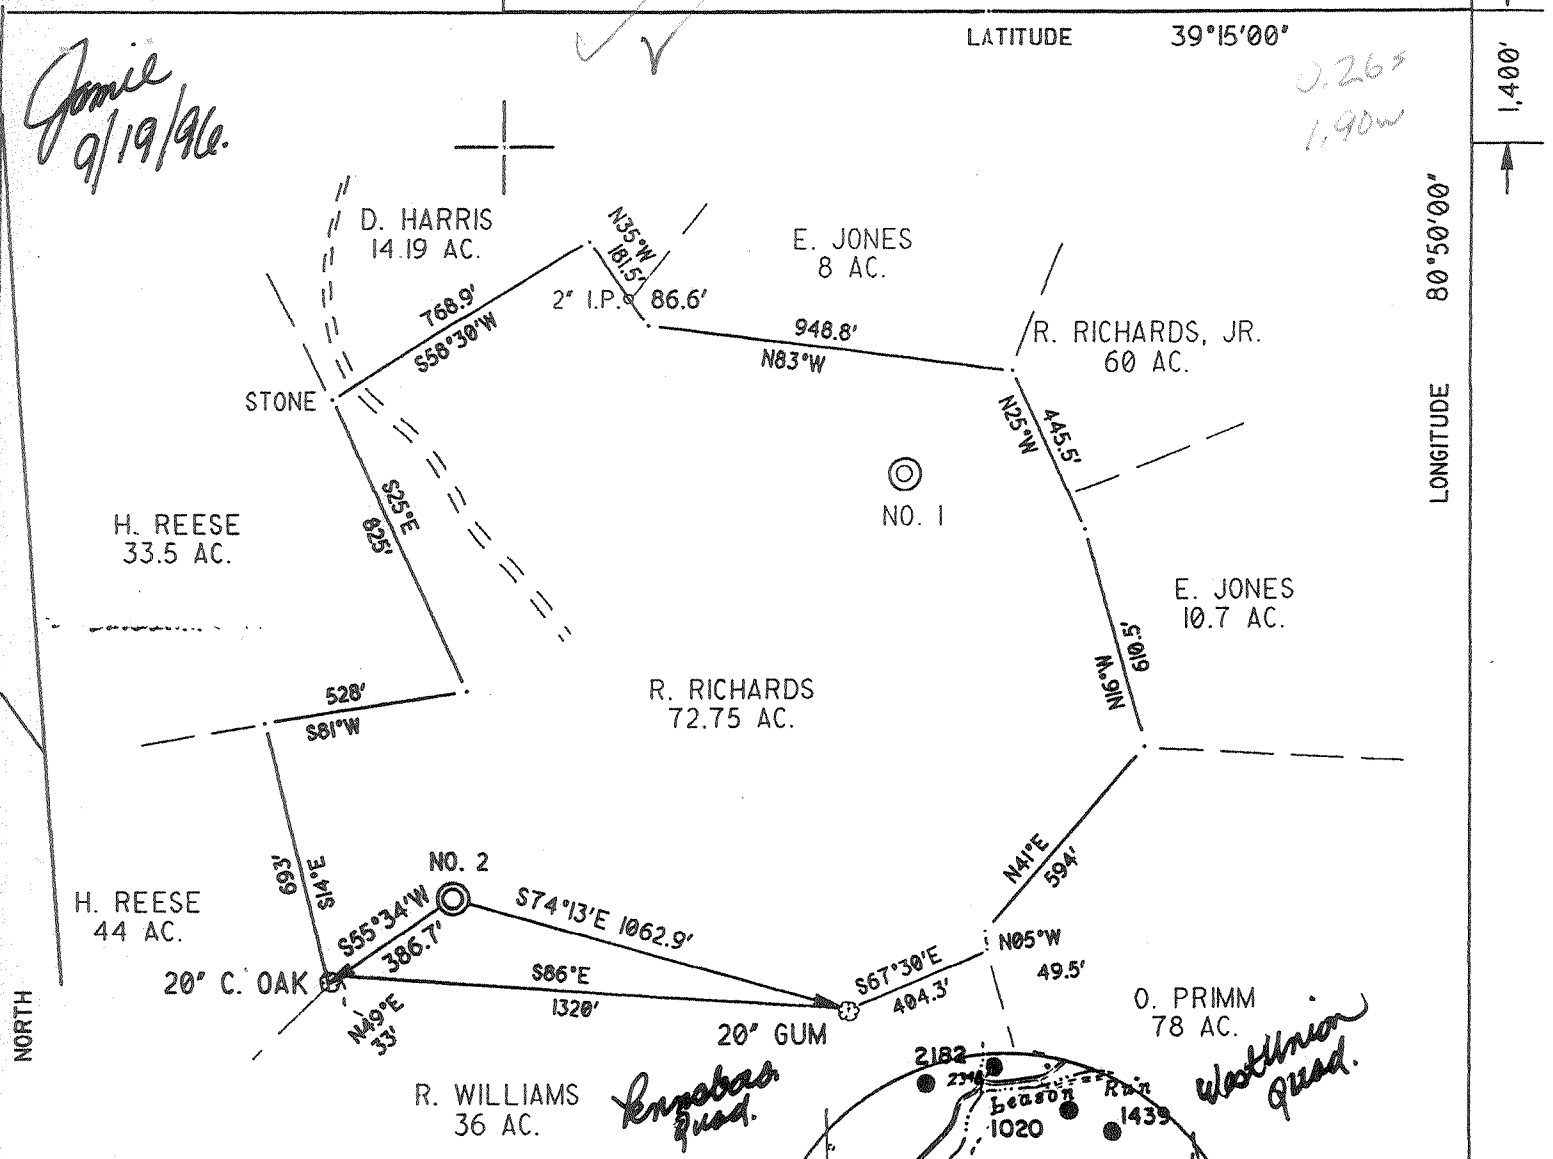 LATITUDE 39°15'00"
Jamie
9/19/96.
0.26s
1.90w
1,400'
80°50'00"
LONGITUDE
D. HARRIS
14.19 AC.
N35°W
181.5'
E. JONES
8 AC.
2" I.P.
86.6'
768.9'
S58°30'W
948.8'
N83°W
R. RICHARDS, JR.
60 AC.
STONE
N25°W
445.5'
NO. 1
S25°E
825'
H. REESE
33.5 AC.
E. JONES
10.7 AC.
610.5'
N16°W
R. RICHARDS
72.75 AC.
528'
S81°W
693'
S14°E
NO. 2
N41°E
594'
H. REESE
44 AC.
S55°34'W
386.7'
S74°13'E 1062.9'
N05°W
49.5'
20" C. OAK
S86°E
1320'
S67°30'E
404.3'
N49°E
33'
20" GUM
O. PRIMM
78 AC.
NORTH
R. WILLIAMS
36 AC.
Pennsboro
Quad.
West Union
Quad.
2182
Leason Run
1020
1439